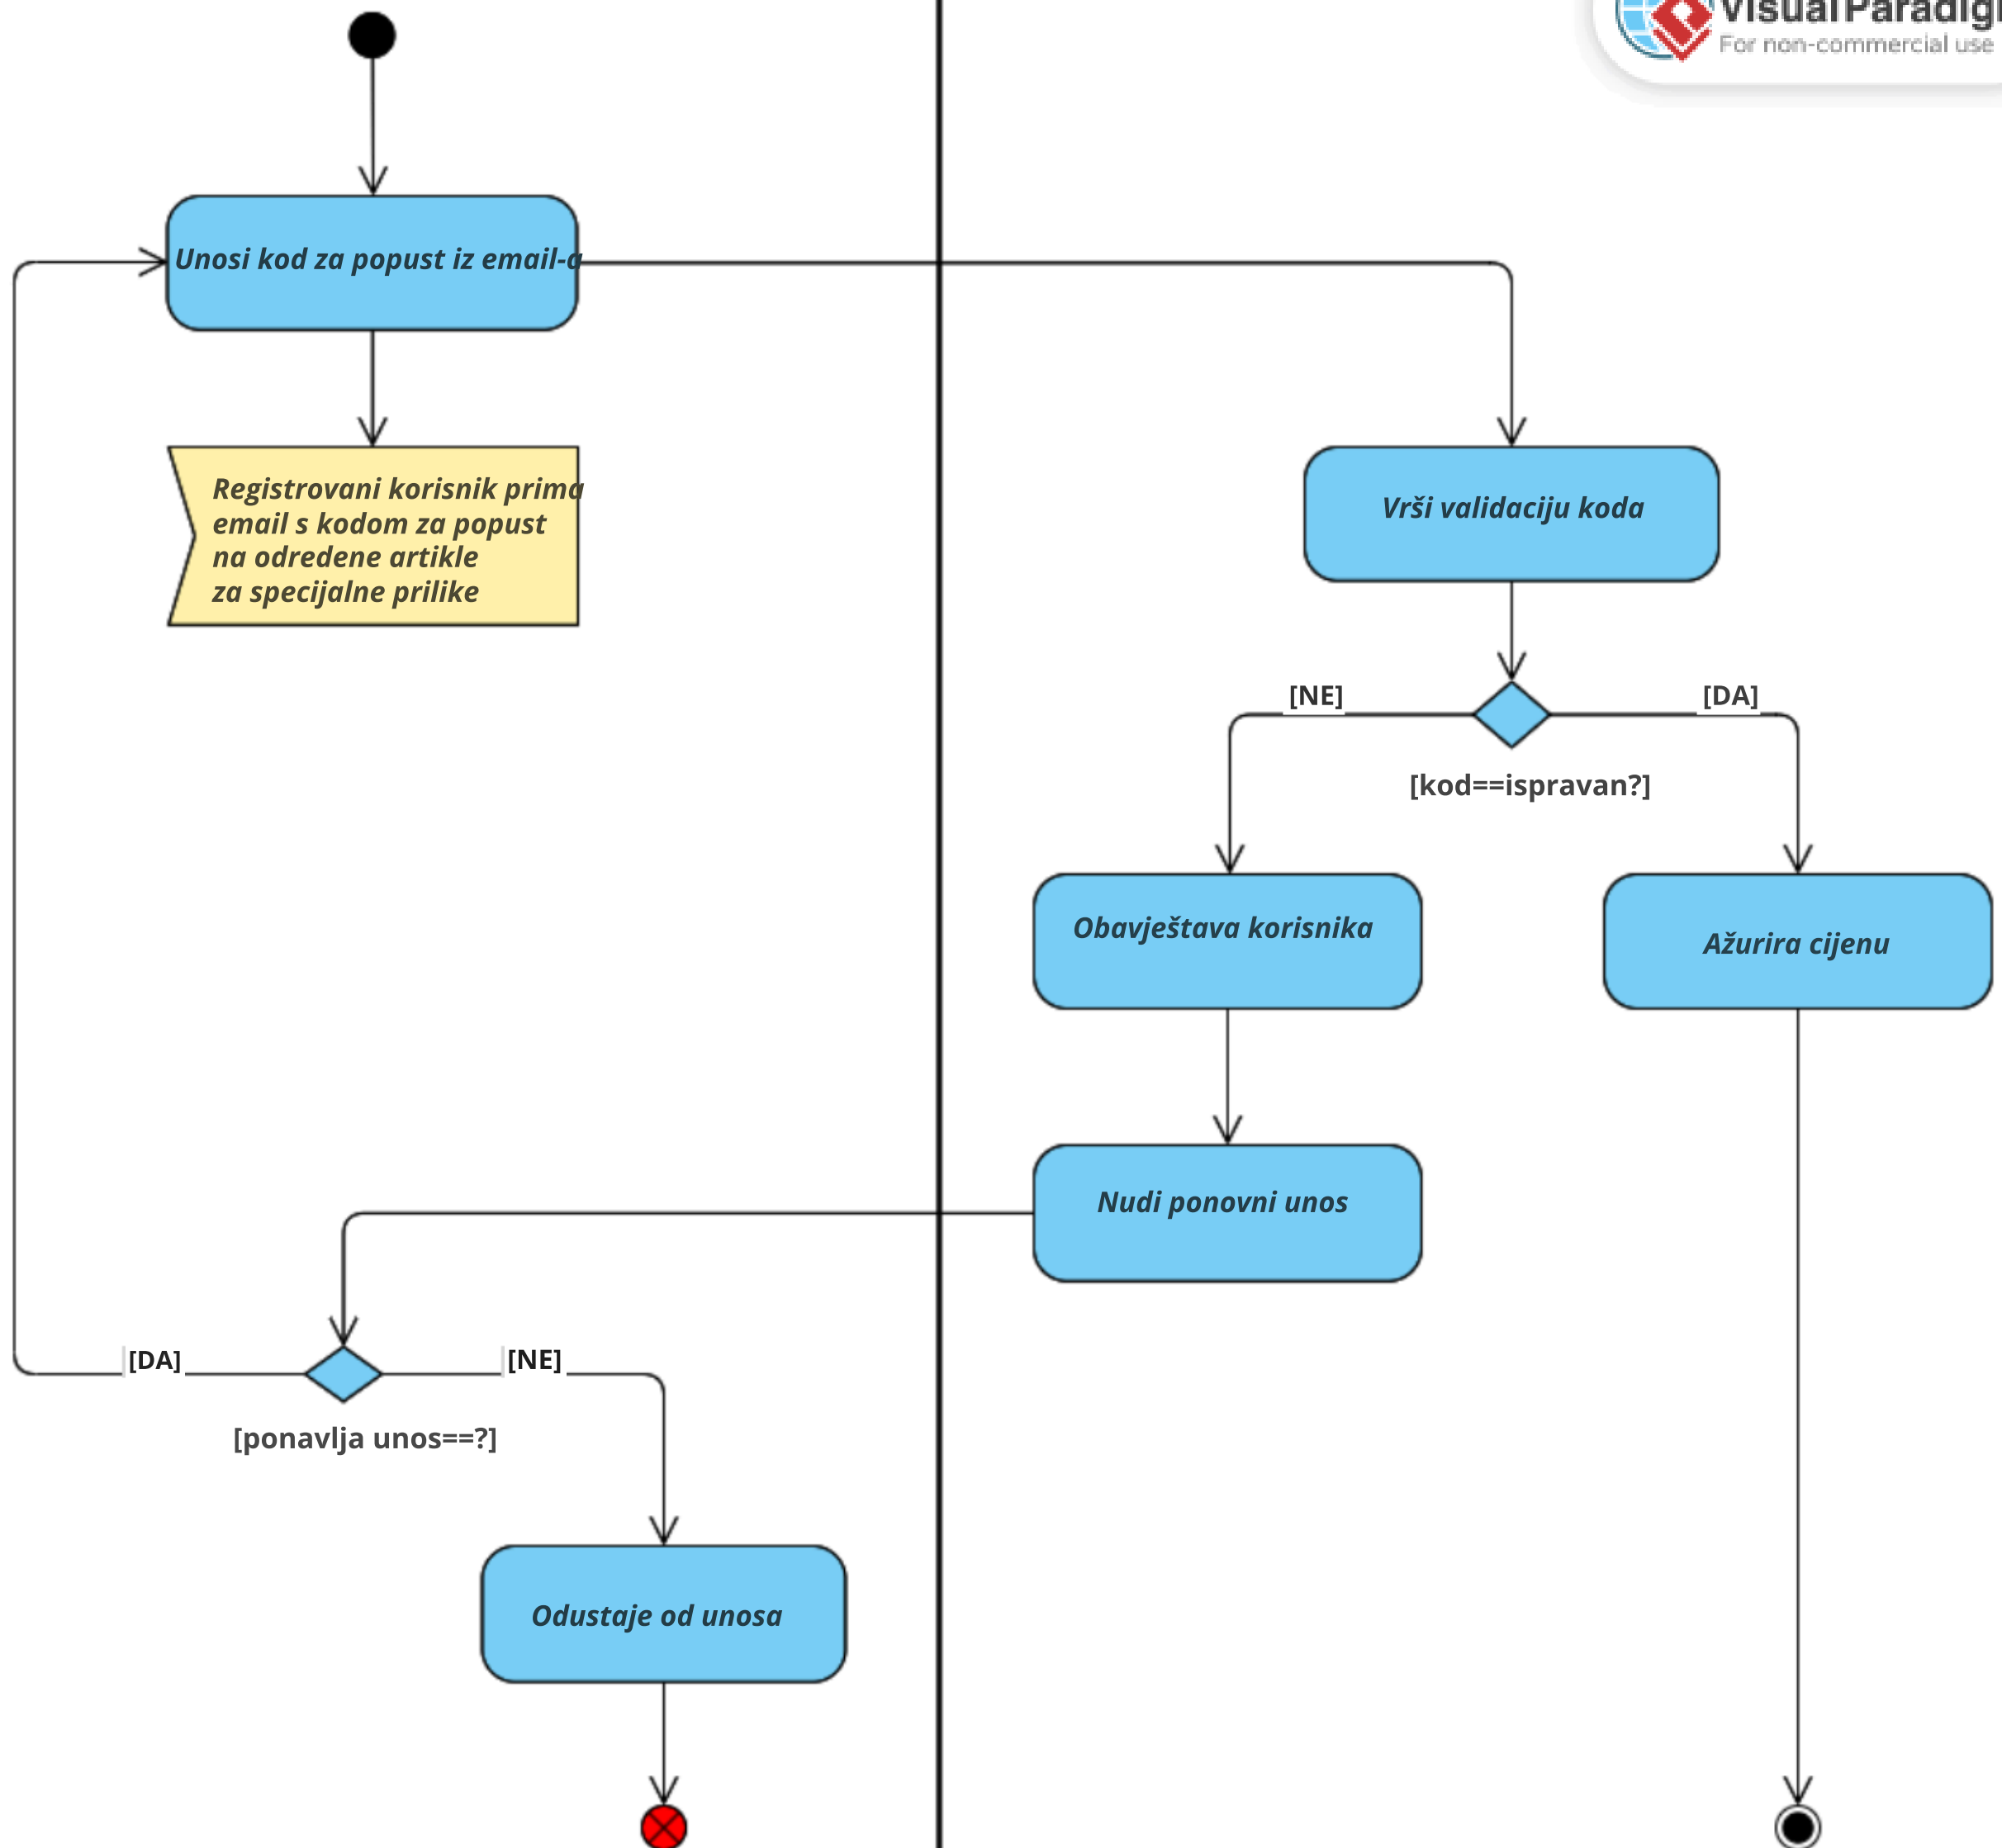 For non-commercial use
Unosi kod za popust iz email-a
Registrovani korisnik prima
email s kodom za popust
na odredene artikle
za specijalne prilike
Vrši validaciju koda
[NE]
[DA]
[kod==ispravan?]
Obavještava korisnika
Ažurira cijenu
Nudi ponovni unos
[DA]
[NE]
[ponavlja unos==?]
Odustaje od unosa